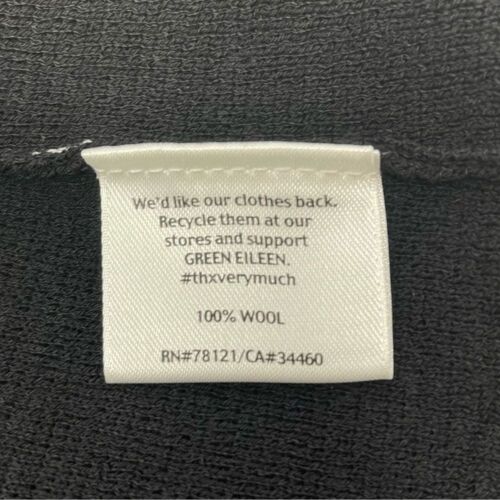 We'd like our clothes back.
Recycle them at our
stores and support
GREEN EILEEN.
#thxverymuch
100% WOOL
RN#78121/CA#34460